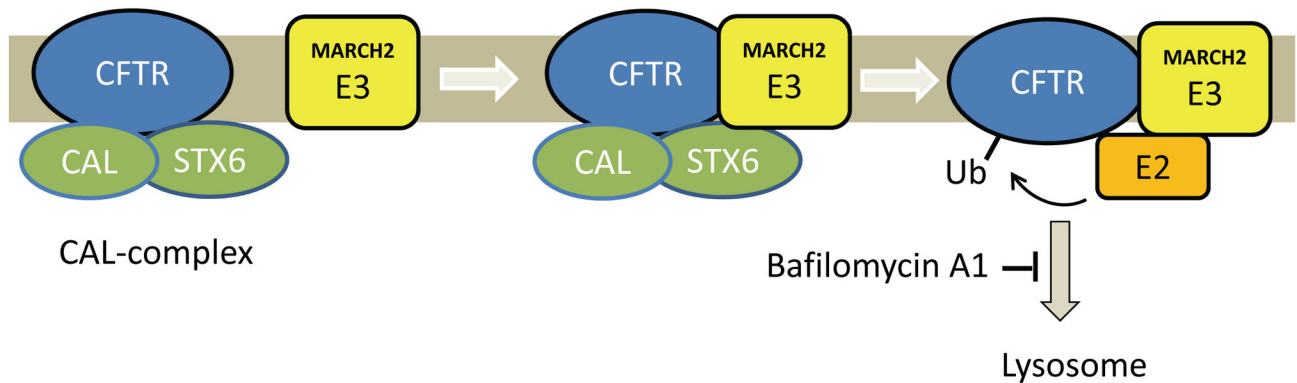 CFTR
MARCH2
E3
CAL
STX6
CAL-complex
CFTR
MARCH2
E3
CAL
STX6
CFTR
MARCH2
E3
E2
Ub
Bafilomycin A1
Lysosome